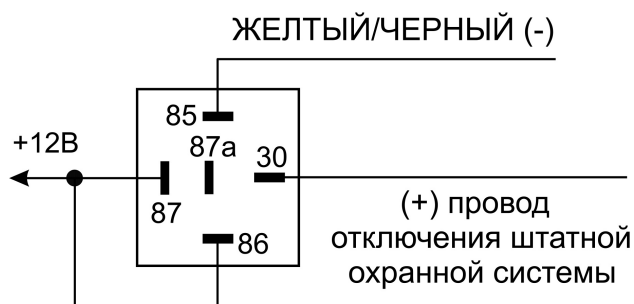 ЖЕЛТЫЙ/ЧЕРНЫЙ (-)
85
+12В
87а
30
87
(+) провод
86
отключения штатной
охранной системы